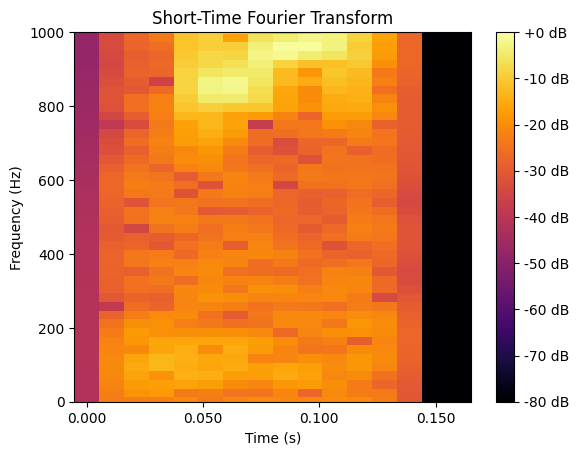 Short-Time Fourier Transform
1000
800
600
400
200
0
Frequency (Hz)
0.000
0.050
0.100
0.150
Time (s)
+0 dB
-10 dB
-20 dB
-30 dB
-40 dB
-50 dB
-60 dB
-70 dB
-80 dB